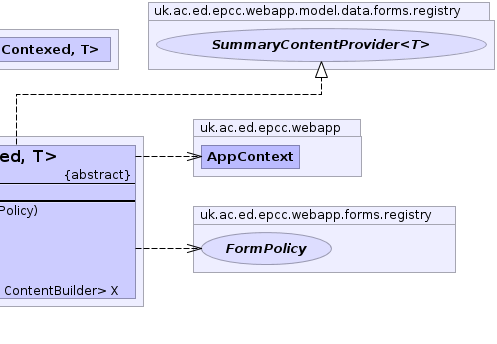 uk.ac.ed.epcc.webapp.model.data.forms.registry
SummaryContentProvider<T>
Contexed, T>
uk.ac.ed.epcc.webapp
AppContext
ed, T>
{abstract}
Policy)
uk.ac.ed.epcc.webapp.forms.registry
FormPolicy
ContentBuilder> X